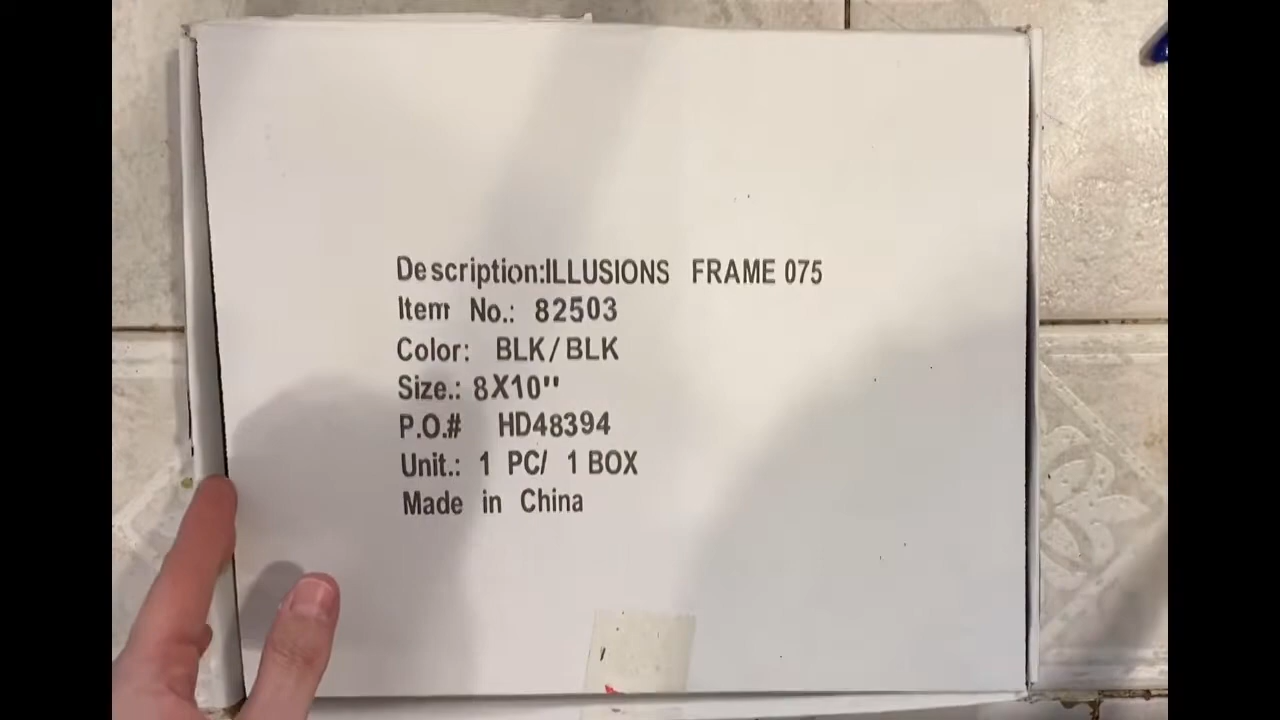 Description:ILLUSIONS FRAME 075
Item No.: 82503
Color: BLK/BLK
Size.: 8X10''
P.O.# HD48394
Unit.: 1 PC/ 1 BOX
Made in China